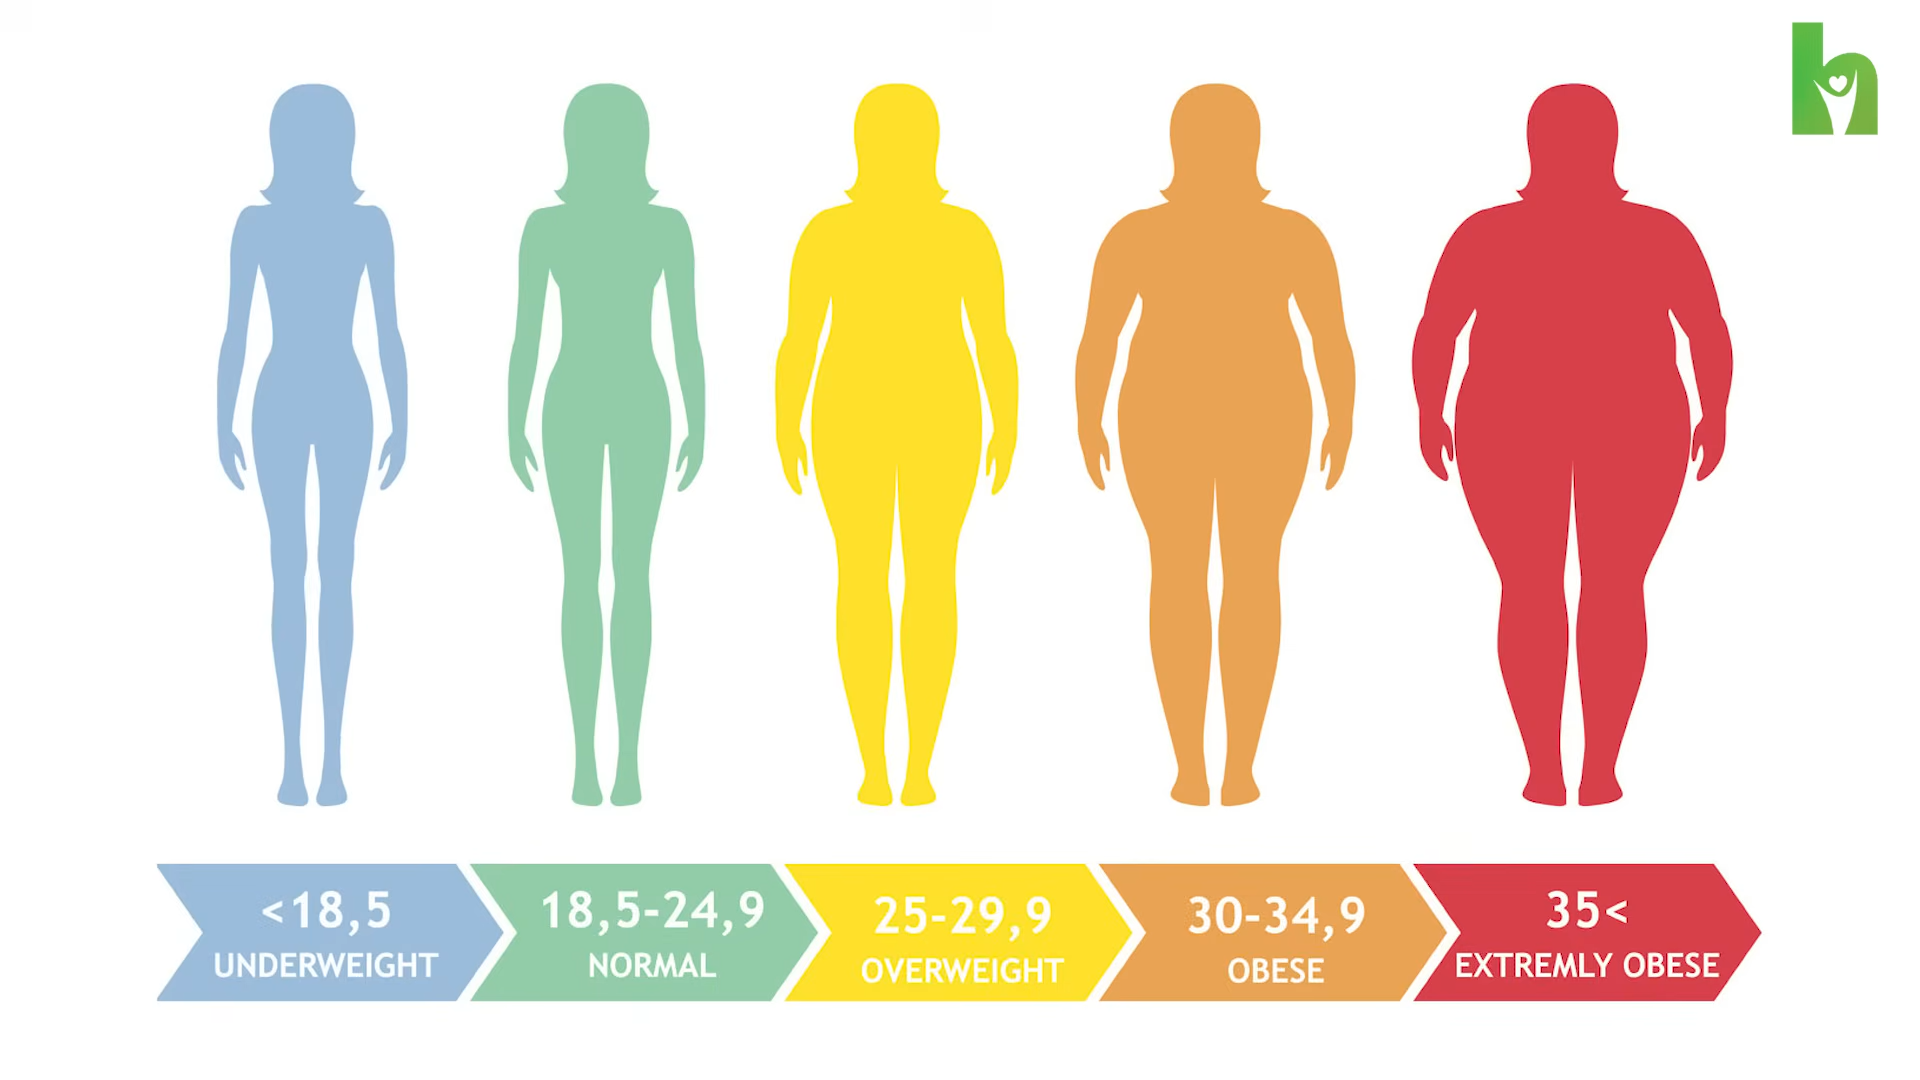 <18,5
UNDERWEIGHT
18,5-24,9
NORMAL
25-29,9
OVERWEIGHT
30-34,9
OBESE
35<
EXTREMLY OBESE
h